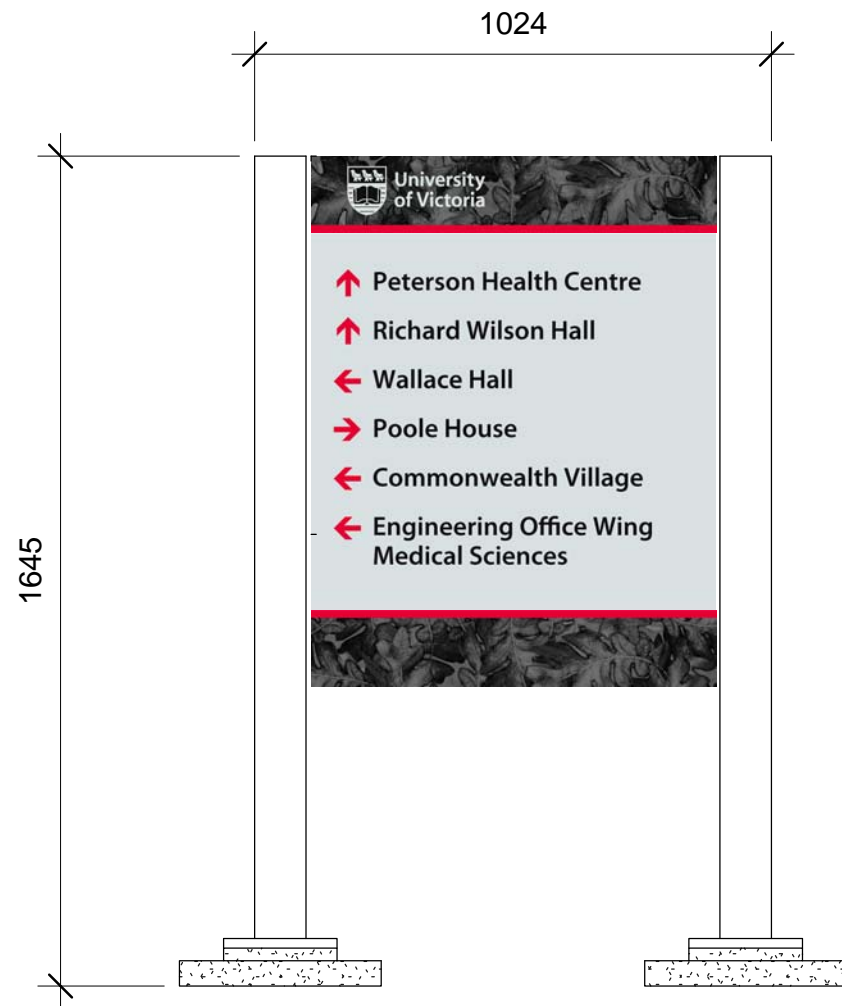 1024
University
of Victoria
Peterson Health Centre
Richard Wilson Hall
Wallace Hall
Poole House
Commonwealth Village
Engineering Office Wing
Medical Sciences
1645